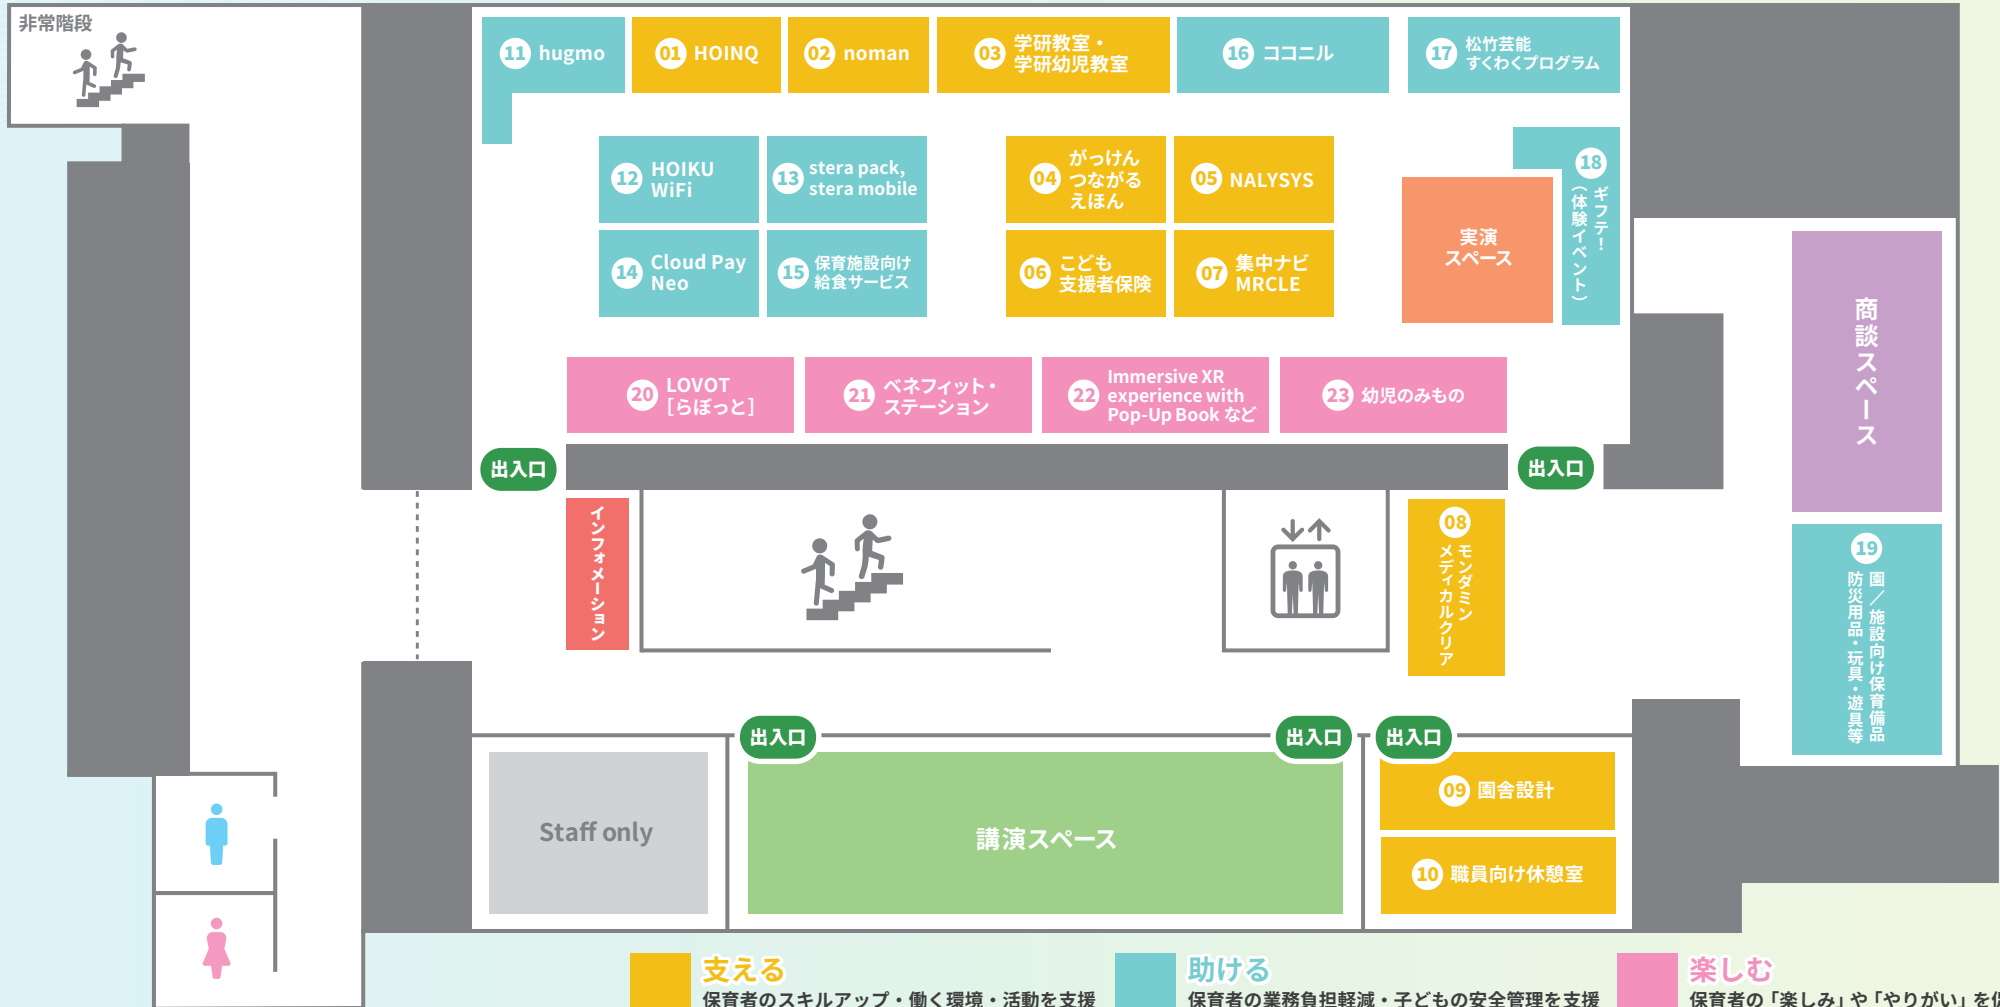 非常階段
11 hugmo
01 HOINQ
02 noman
03 学研教室・
学研幼児教室
16 ココニル
17 松竹芸能
すくわくプログラム
12 HOIKU
WiFi
13 stera pack,
stera mobile
04 がっけん
つながる
えほん
05 NALYSYS
18
ギフテ！
（体験イベント）
14 Cloud Pay
Neo
15 保育施設向け
給食サービス
06 こども
支援者保険
07 集中ナビ
MRCLE
実演
スペース
商談スペース
20 LOVOT
［らぼっと］
21 ベネフィット・
ステーション
22 Immersive XR
experience with
Pop-Up Book など
23 幼児のみもの
出入口
出入口
インフォメーション
08
モンダミン
メディカルクリア
19
園／施設向け保育備品
防災用品・玩具・遊具等
出入口
出入口
出入口
Staff only
講演スペース
09 園舎設計
10 職員向け休憩室
支える
保育者のスキルアップ・働く環境・活動を支援
助ける
保育者の業務負担軽減・子どもの安全管理を支援
楽しむ
保育者の「楽しみ」や「やりがい」を